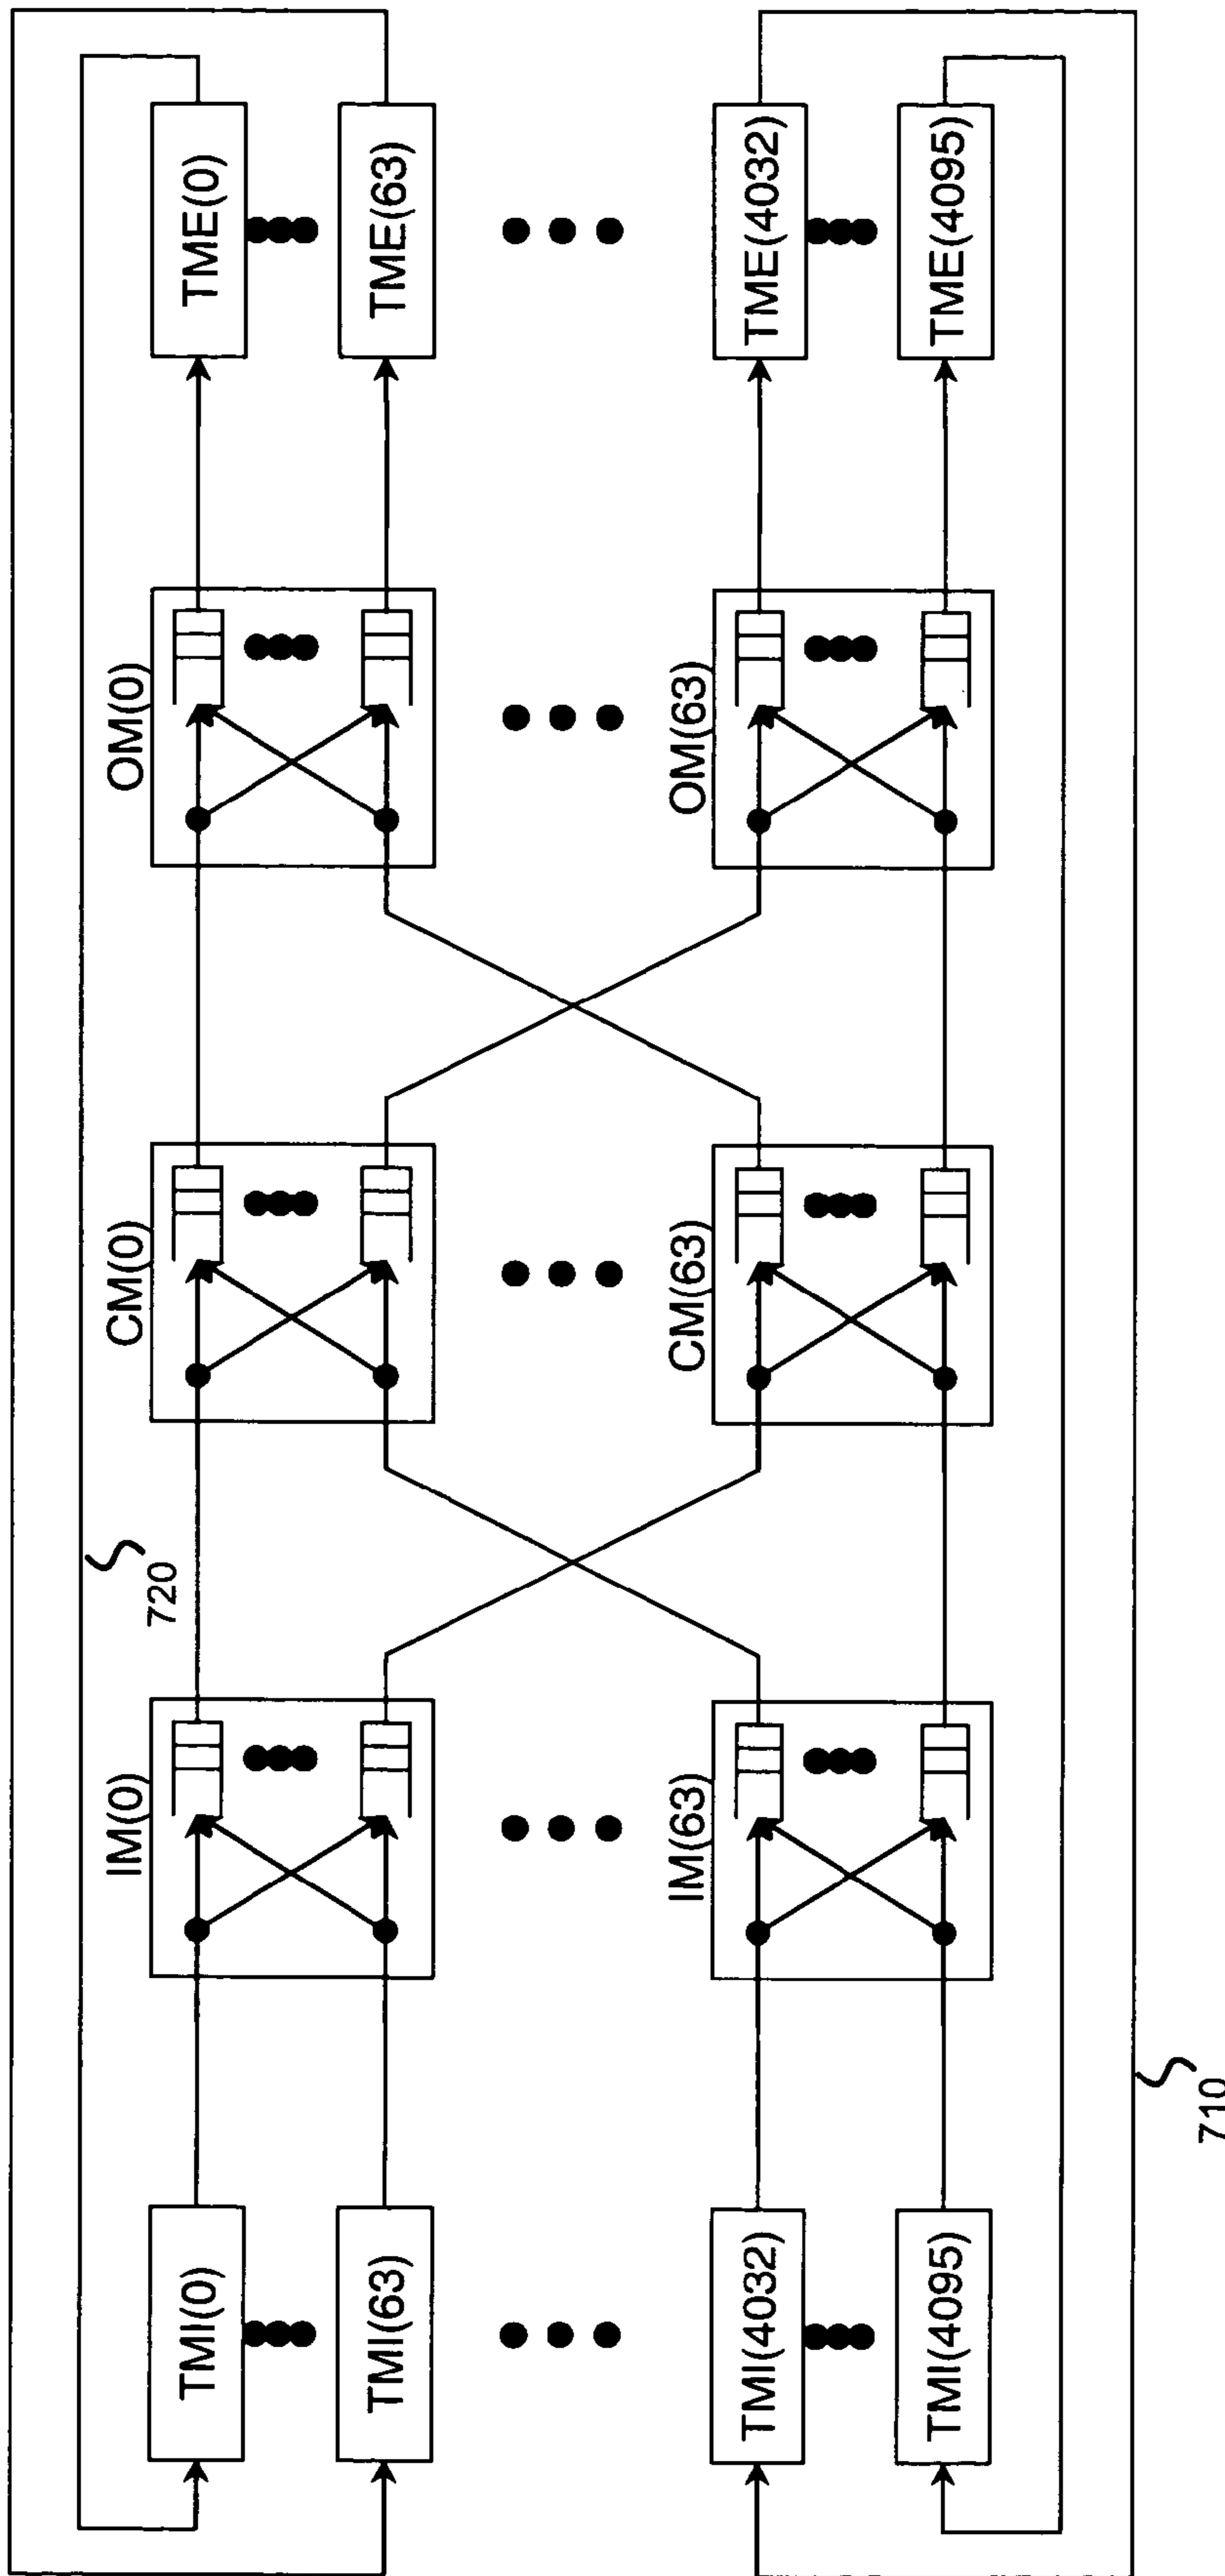 TMI(0)
TMI(63)
TMI(4032)
TMI(4095)
IM(0)
IM(63)
720
CM(0)
CM(63)
OM(0)
OM(63)
TME(0)
TME(63)
TME(4032)
TME(4095)
710